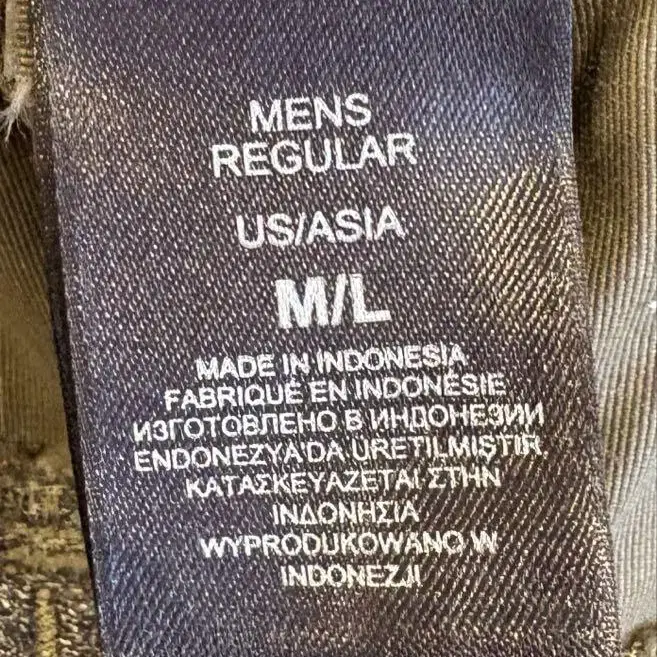 MENS
REGULAR
US/ASIA
M/L
MADE IN INDONESIA
FABRIQUÉ EN INDONÉSIE
ИЗГОТОВЛЕНО В ИНДОНЕЗИИ
ENDONEZYA'DA URETILMIŞTIR.
ΚΑΤΑΣΚΕΥΑΖΕΤΑΙ ΣΤΗΝ
ΙΝΔΟΝΗΣΙΑ
WYPRODUKOWANO W
INDONEZJI